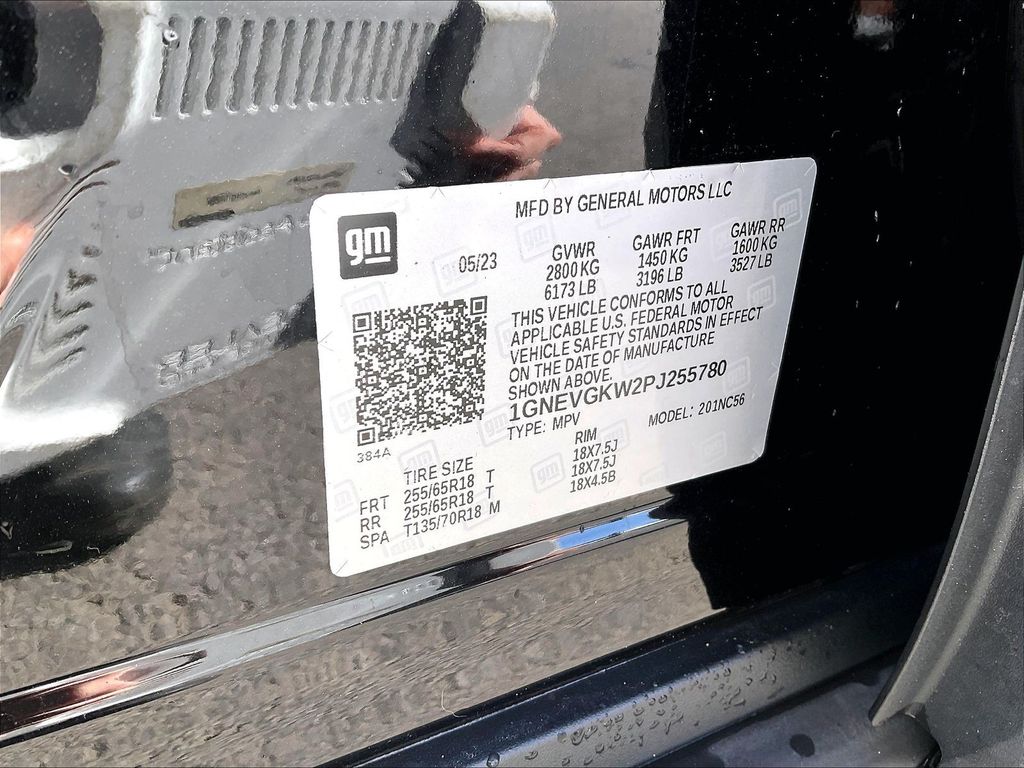 MFD BY GENERAL MOTORS LLC
gm
05/23
GVWR
2800 KG
6173 LB
GAWR FRT
1450 KG
3196 LB
GAWR RR
1600 KG
3527 LB
THIS VEHICLE CONFORMS TO ALL
APPLICABLE U.S. FEDERAL MOTOR
VEHICLE SAFETY STANDARDS IN EFFECT
ON THE DATE OF MANUFACTURE
SHOWN ABOVE.
1GNEVGKW2PJ255780
TYPE: MPV MODEL: 201NC56
384A
TIRE SIZE RIM
FRT 255/65R18 T 18X7.5J
RR 255/65R18 T 18X7.5J
SPA T135/70R18 M 18X4.5B